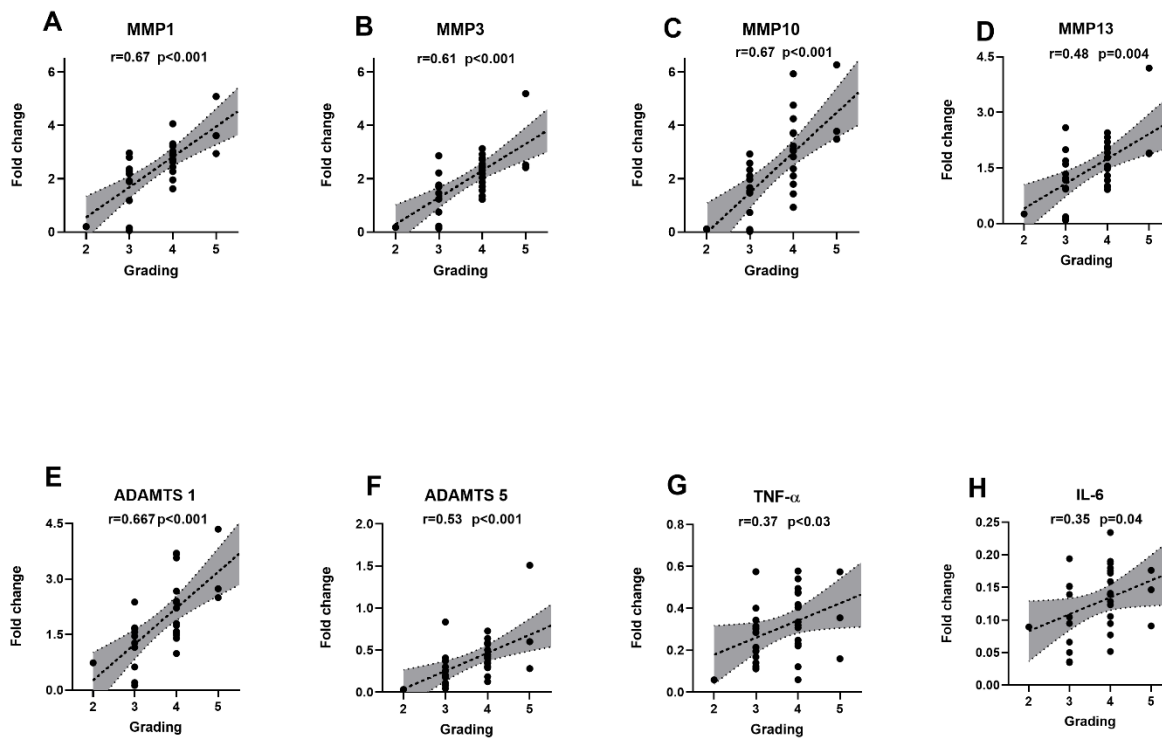 A
MMP1
r=0.67 p<0.001
Fold change
6
4
2
0
2 3 4 5
Grading
B
MMP3
r=0.61 p<0.001
Fold change
6
4
2
0
2 3 4 5
Grading
C
MMP10
r=0.67 p<0.001
Fold change
6
4
2
0
2 3 4 5
Grading
D
MMP13
r=0.48 p=0.004
Fold change
4.5
3.0
1.5
0.0
2 3 4 5
Grading
E
ADAMTS 1
r=0.667 p<0.001
Fold change
4.5
3.0
1.5
0.0
2 3 4 5
Grading
F
ADAMTS 5
r=0.53 p<0.001
Fold change
2.0
1.5
1.0
0.5
0.0
2 3 4 5
Grading
G
TNF-α
r=0.37 p<0.03
Fold change
0.8
0.6
0.4
0.2
0.0
2 3 4 5
Grading
H
IL-6
r=0.35 p=0.04
Fold change
0.25
0.20
0.15
0.10
0.05
0.00
2 3 4 5
Grading